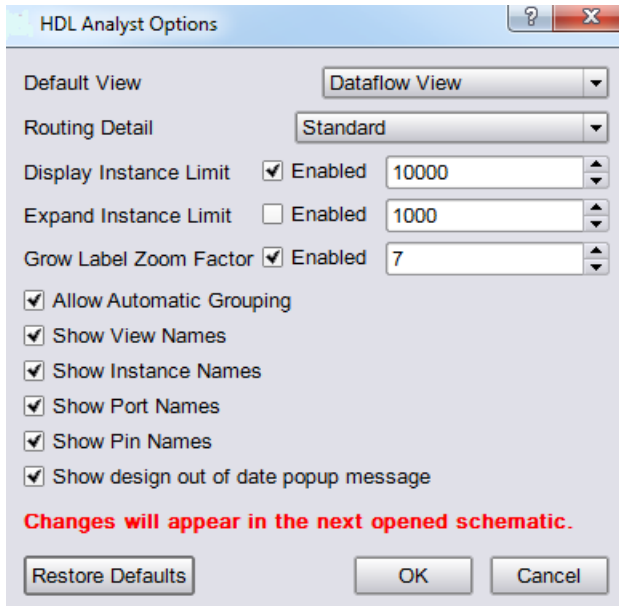 HDL Analyst Options
?
X
Default View Dataflow View
Routing Detail Standard
Display Instance Limit Enabled 10000
Expand Instance Limit Enabled 1000
Grow Label Zoom Factor Enabled 7
Allow Automatic Grouping
Show View Names
Show Instance Names
Show Port Names
Show Pin Names
Show design out of date popup message
Changes will appear in the next opened schematic.
Restore Defaults OK Cancel